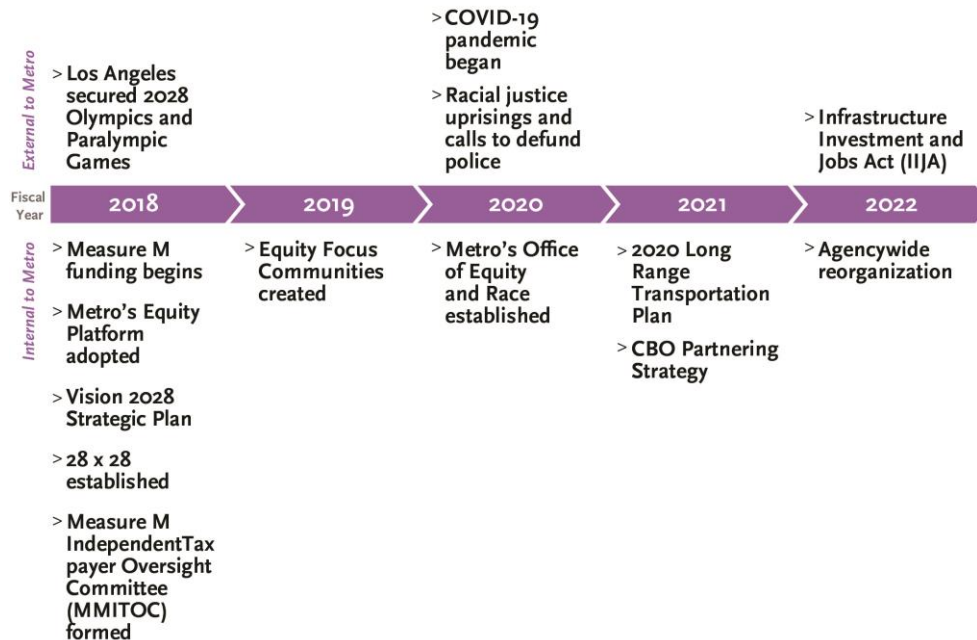 External to Metro
> Los Angeles
secured 2028
Olympics and
Paralympic
Games
> COVID-19
pandemic
began
> Racial justice
uprisings and
calls to defund
police
> Infrastructure
Investment and
Jobs Act (IIJA)
Fiscal
Year
2018
2019
2020
2021
2022
Internal to Metro
> Measure M
funding begins
> Metro’s Equity
Platform
adopted
> Vision 2028
Strategic Plan
> 28 x 28
established
> Measure M
IndependentTax
payer Oversight
Committee
(MMITOC)
formed
> Equity Focus
Communities
created
> Metro’s Office
of Equity
and Race
established
> 2020 Long
Range
Transportation
Plan
> CBO Partnering
Strategy
> Agencywide
reorganization